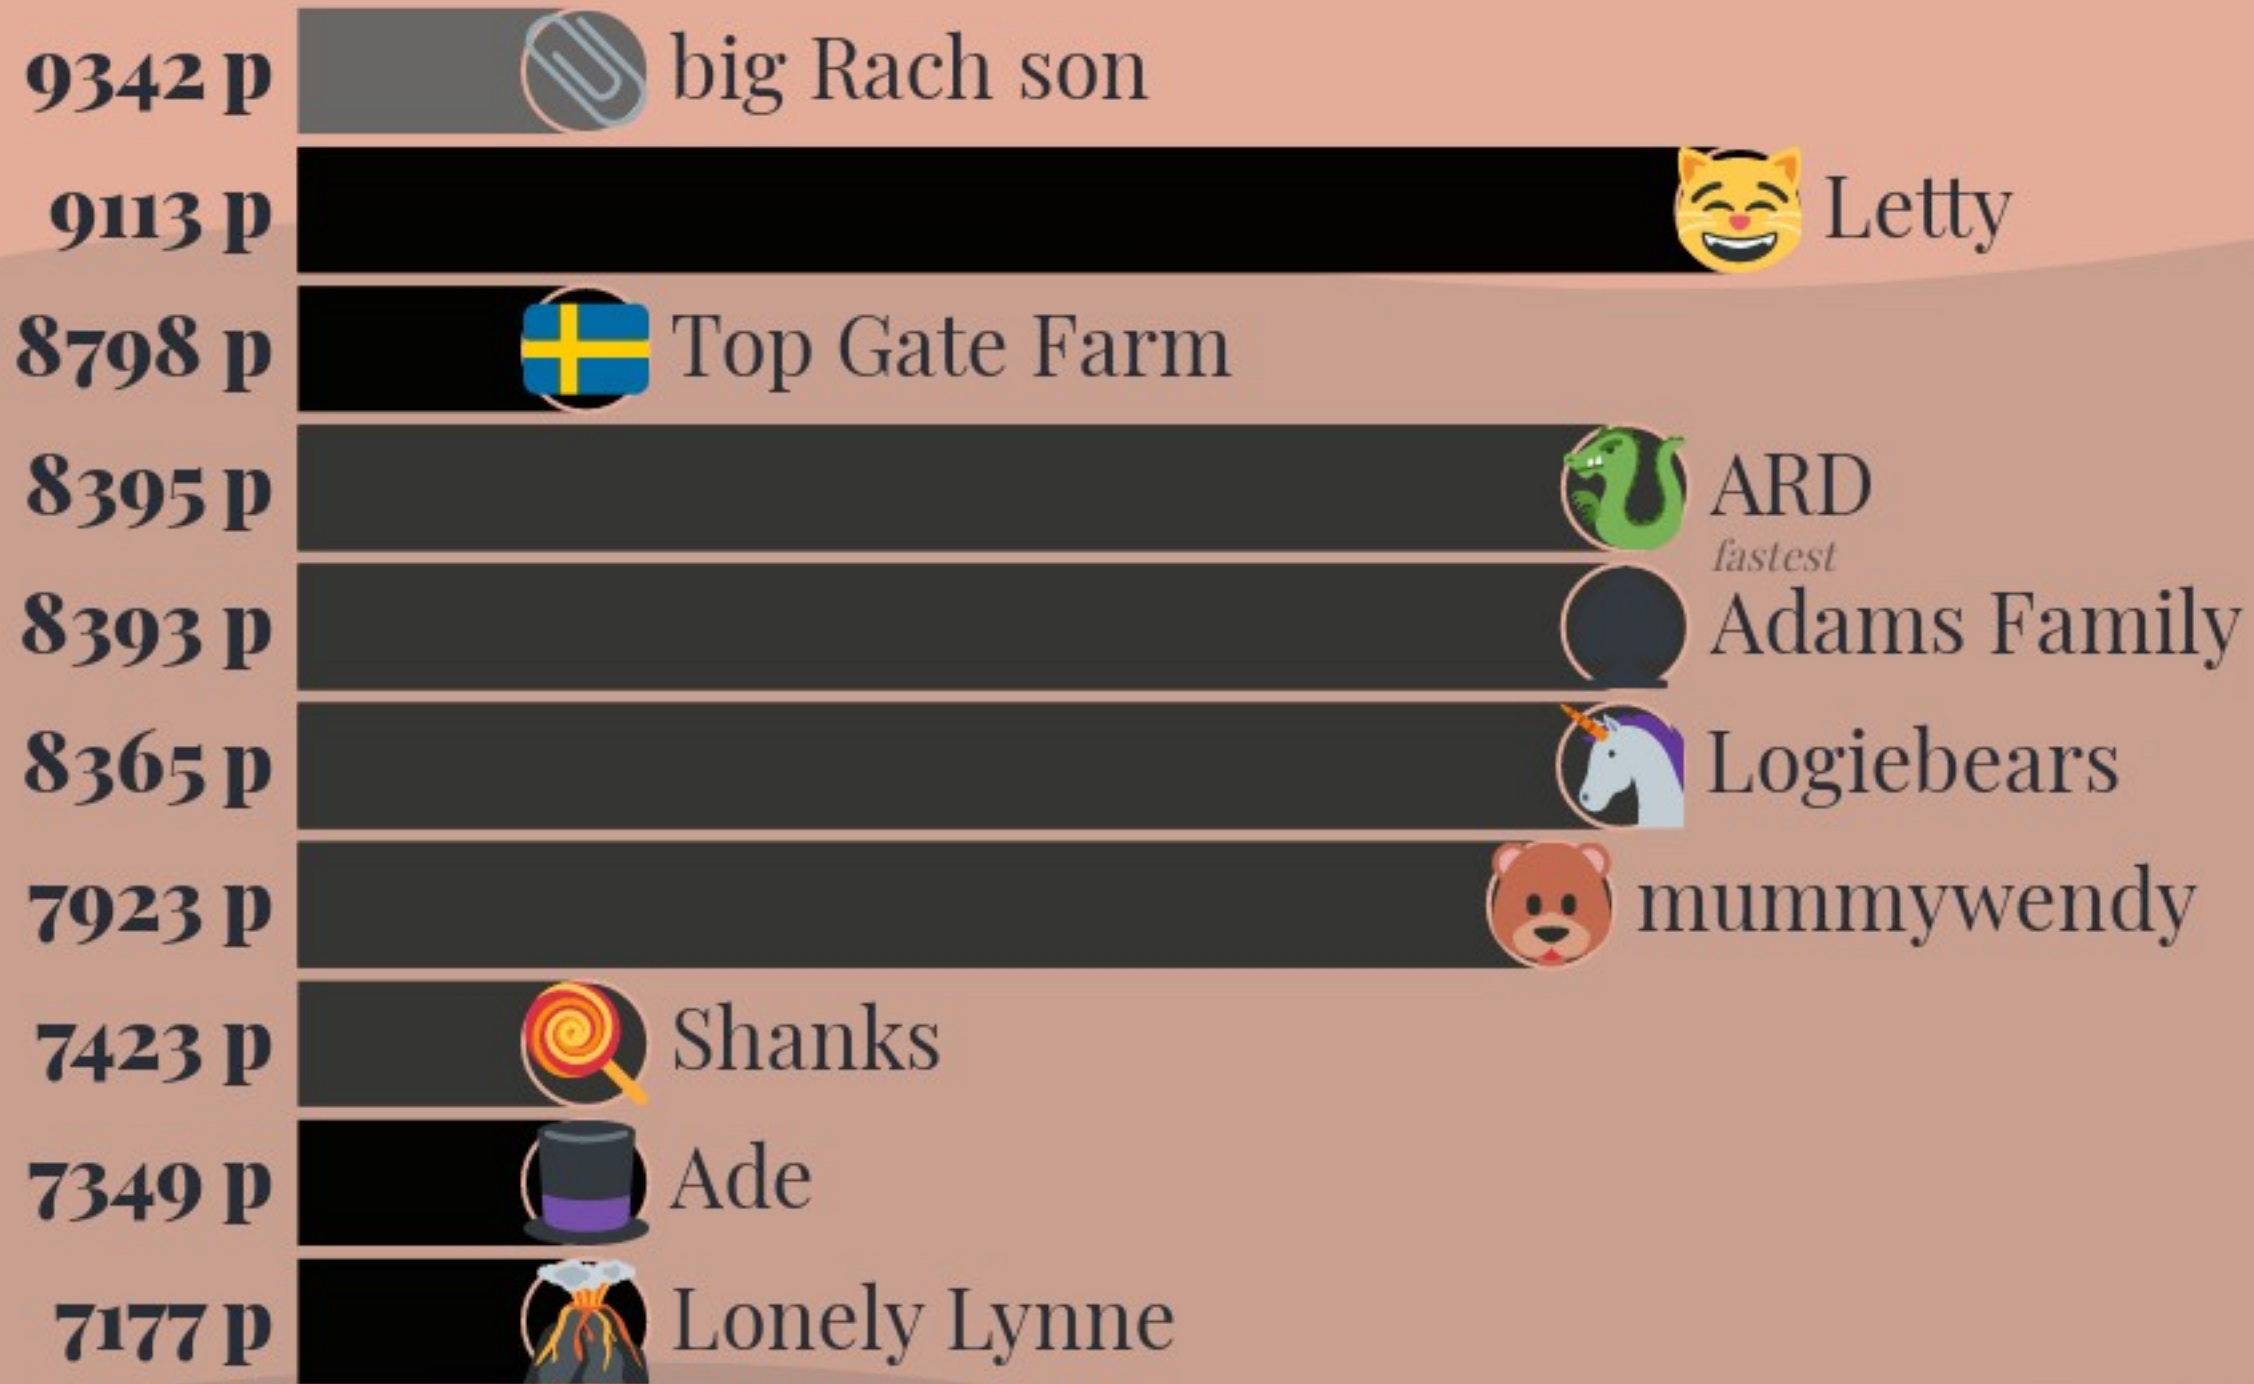 9342 p big Rach son
9113 p Letty
8798 p Top Gate Farm
8395 p ARD
fastest
8393 p Adams Family
8365 p Logiebears
7923 p mummywendy
7423 p Shanks
7349 p Ade
7177 p Lonely Lynne